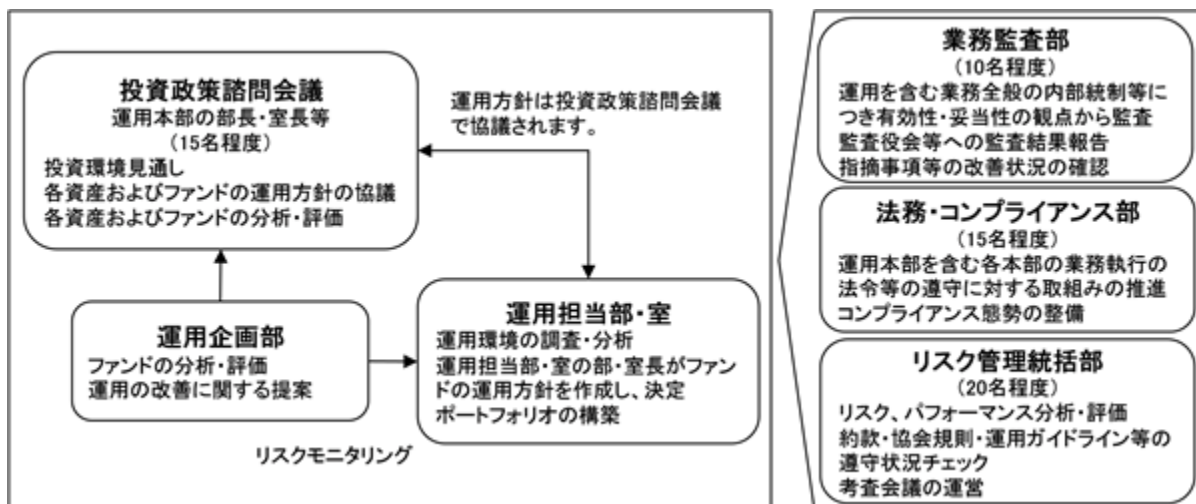 投資政策諮問会議
運用本部の部長・室長等
(15名程度)
投資環境見通し
各資産およびファンドの運用方針の協議
各資産およびファンドの分析・評価
運用方針は投資政策諮問会議
で協議されます。
運用企画部
ファンドの分析・評価
運用の改善に関する提案
運用担当部・室
運用環境の調査・分析
運用担当部・室の部・室長がファン
ドの運用方針を作成し、決定
ポートフォリオの構築
リスクモニタリング
業務監査部
(10名程度)
運用を含む業務全般の内部統制等に
つき有効性・妥当性の観点から監査
監査役会等への監査結果報告
指摘事項等の改善状況の確認
法務・コンプライアンス部
(15名程度)
運用本部を含む各本部の業務執行の
法令等の遵守に対する取組みの推進
コンプライアンス態勢の整備
リスク管理統括部
(20名程度)
リスク、パフォーマンス分析・評価
約款・協会規則・運用ガイドライン等の
遵守状況チェック
考査会議の運営